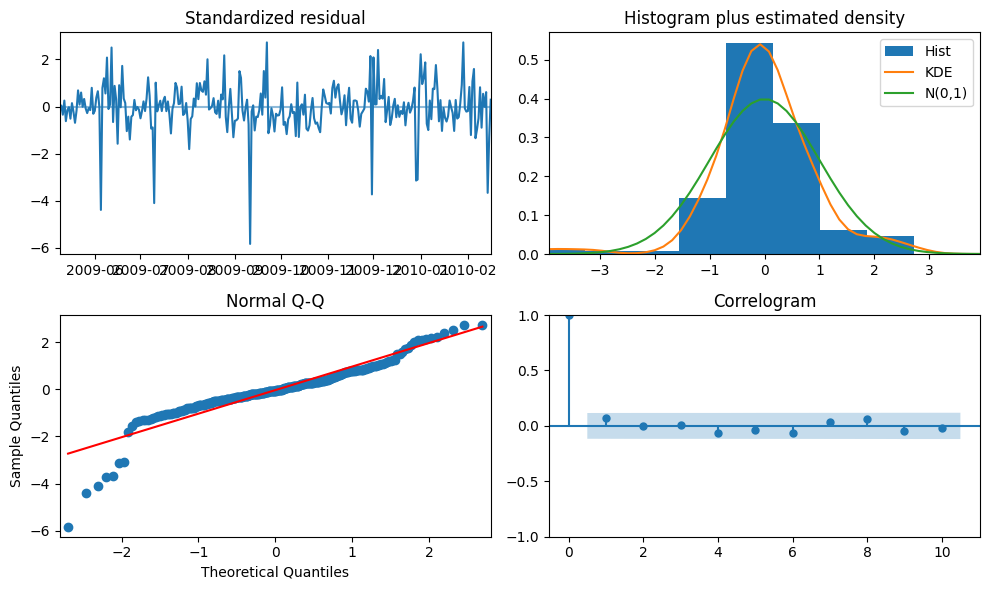 Standardized residual
2
0
−2
−4
−6
2009-06 2009-07 2009-08 2009-09 2009-10 2009-11 2009-12 2010-01 2010-02
Histogram plus estimated density
Hist
KDE
N(0,1)
0.5
0.4
0.3
0.2
0.1
0.0
−3 −2 −1 0 1 2 3
Normal Q-Q
Sample Quantiles
2
0
−2
−4
−6
−2 −1 0 1 2
Theoretical Quantiles
Correlogram
1.0
0.5
0.0
−0.5
−1.0
0 2 4 6 8 10